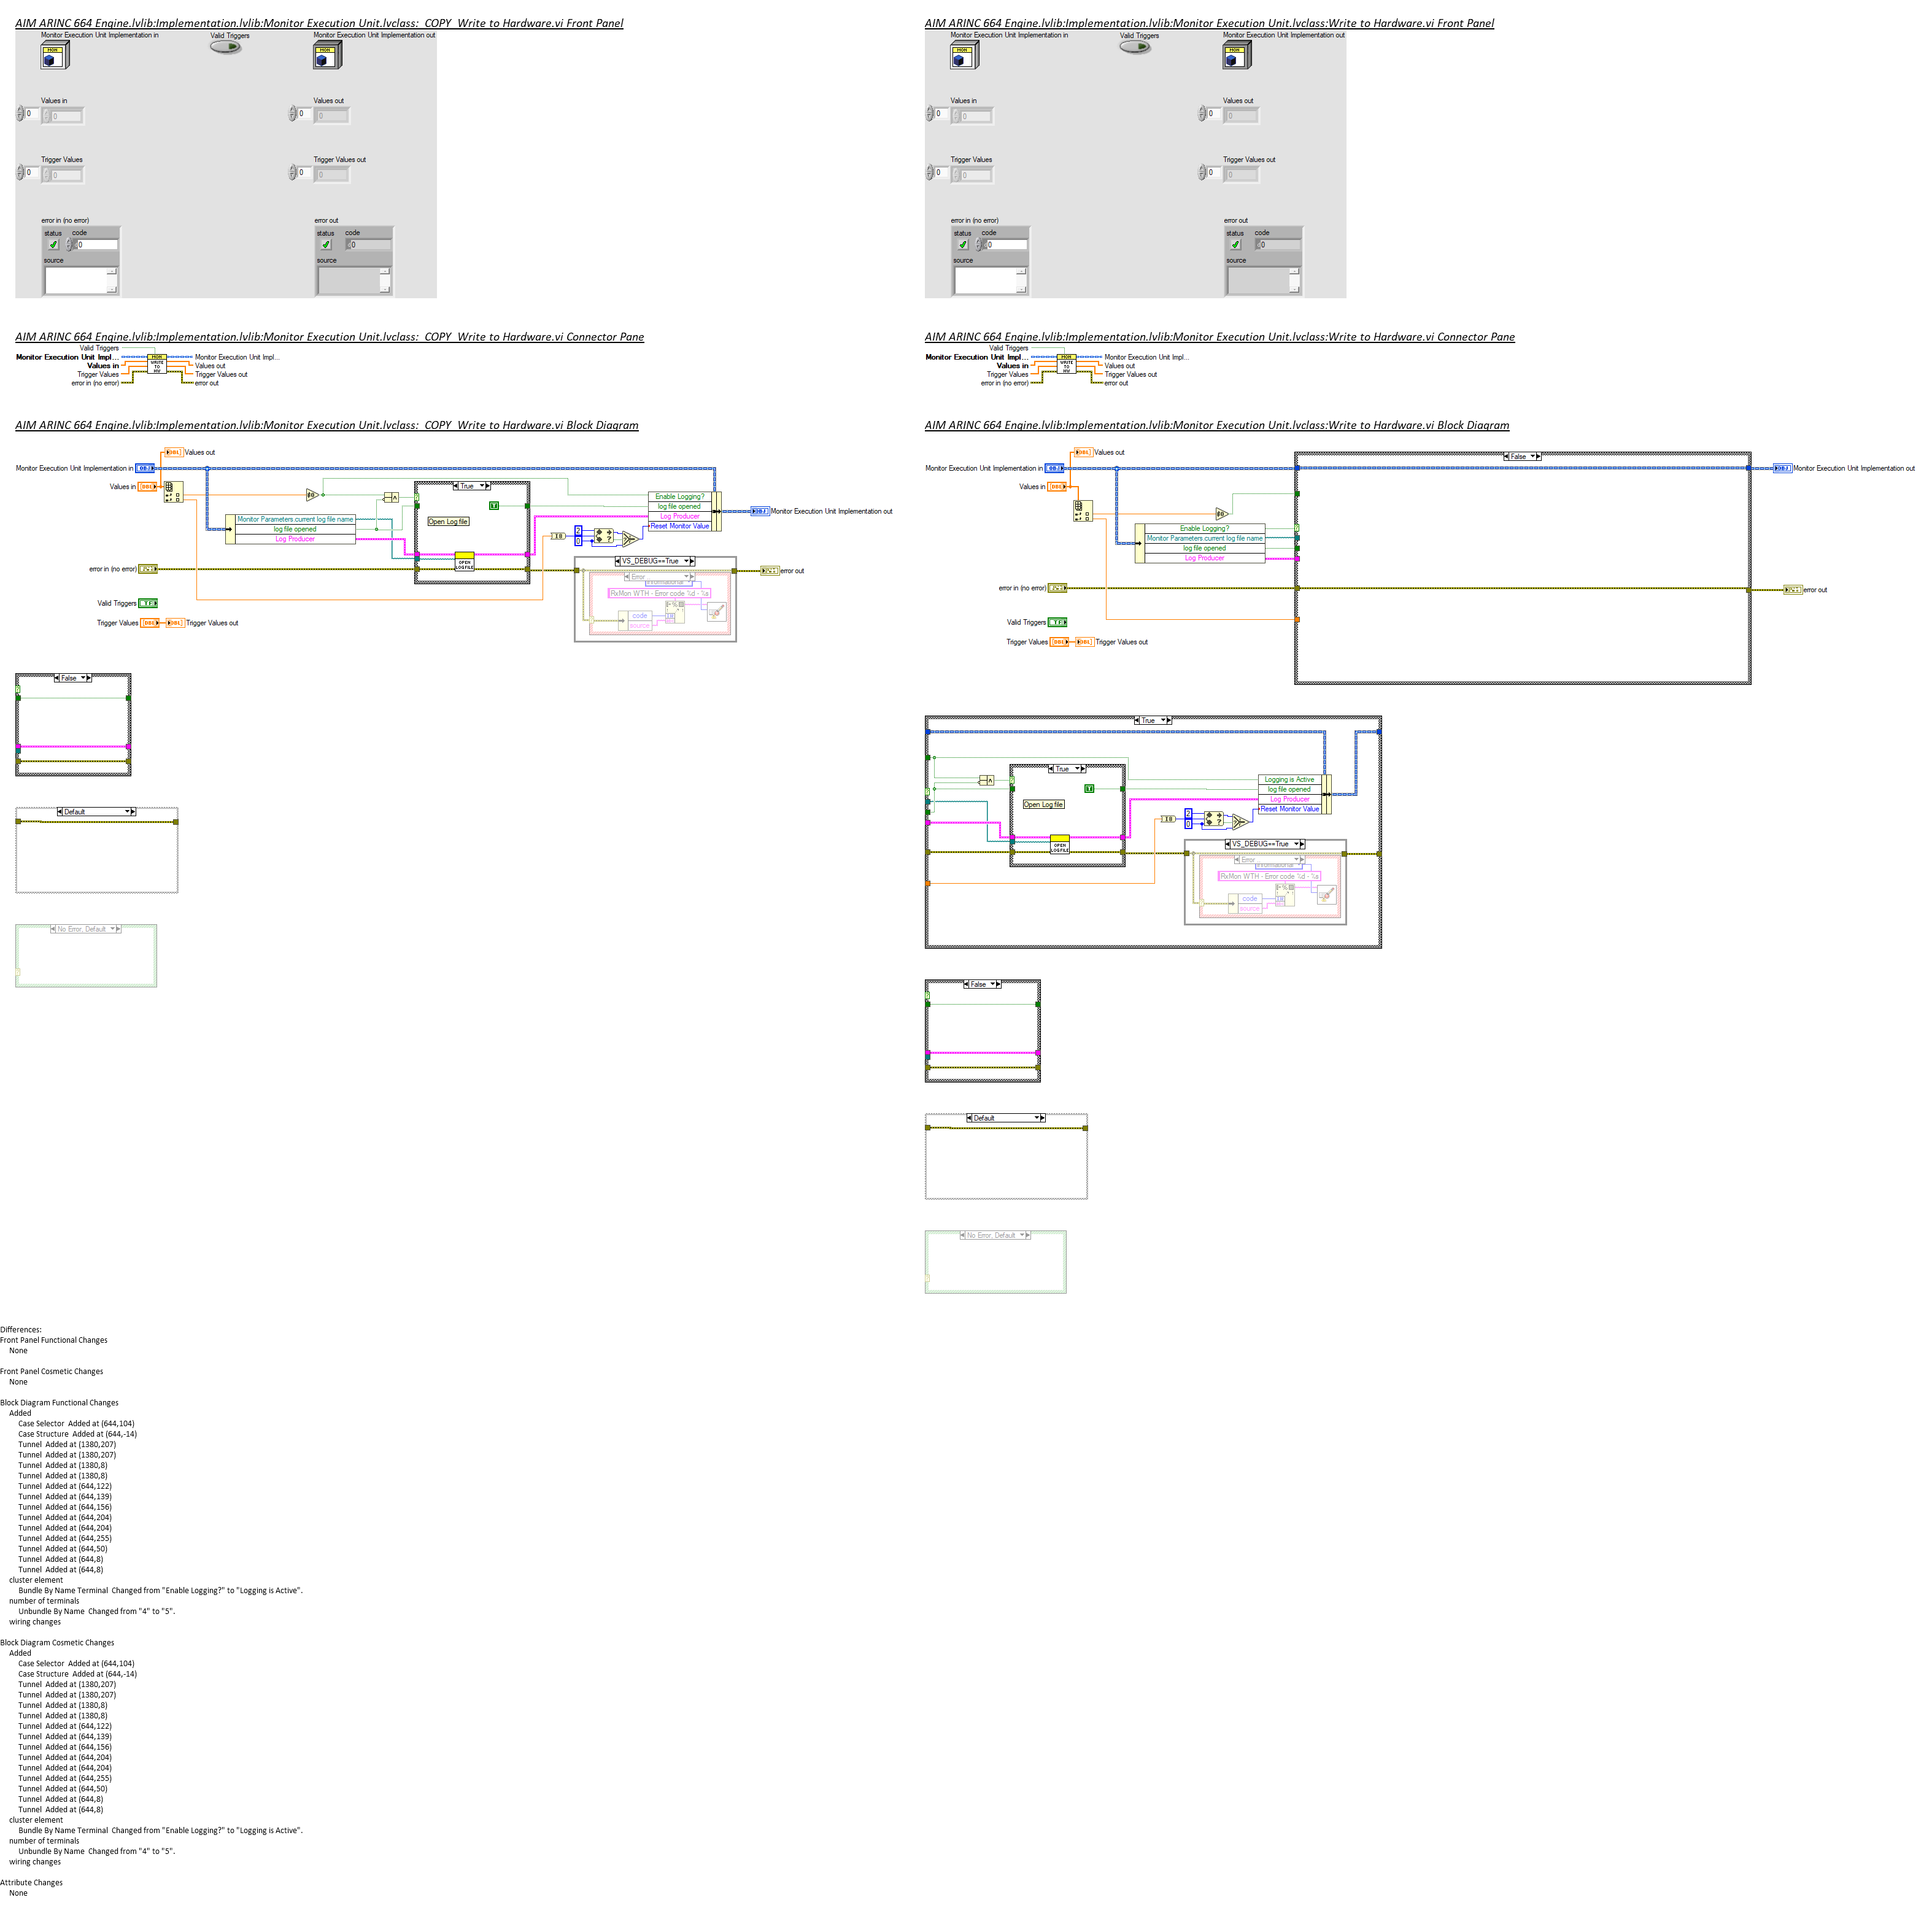 AIM ARINC 664 Engine.lvlib:Implementation.lvlib:Monitor Execution Unit.lvclass:_COPY_Write to Hardware.vi Front Panel
Monitor Execution Unit Implementation in
Valid Triggers
Monitor Execution Unit Implementation out
MON
MON
Values in
Values out
0
0
0
0
Trigger Values
Trigger Values out
0
0
0
0
error in (no error)
error out
status code
status code
0
0
source
source
AIM ARINC 664 Engine.lvlib:Implementation.lvlib:Monitor Execution Unit.lvclass:_COPY_Write to Hardware.vi Connector Pane
Valid Triggers
Monitor Execution Unit Impl...
Monitor Execution Unit Impl...
Values in
Values out
Trigger Values
Trigger Values out
error in (no error)
error out
MON
WRITE
TO
HW
AIM ARINC 664 Engine.lvlib:Implementation.lvlib:Monitor Execution Unit.lvclass:_COPY_Write to Hardware.vi Block Diagram
Values out
Monitor Execution Unit Implementation in
Values in
True
Enable Logging?
log file opened
Log Producer
Reset Monitor Value
Monitor Execution Unit Implementation out
Monitor Parameters.current log file name
log file opened
Log Producer
Open Log file
OPEN
LOGFILE
2
0
VS_DEBUG==True
error in (no error)
error out
Error
Informational
RxMon WTH - Error code %d - %s
code
source
Valid Triggers
Trigger Values
Trigger Values out
False
Default
No Error, Default
AIM ARINC 664 Engine.lvlib:Implementation.lvlib:Monitor Execution Unit.lvclass:Write to Hardware.vi Front Panel
Monitor Execution Unit Implementation in
Valid Triggers
Monitor Execution Unit Implementation out
MON
MON
Values in
Values out
0
0
0
0
Trigger Values
Trigger Values out
0
0
0
0
error in (no error)
error out
status code
status code
0
0
source
source
AIM ARINC 664 Engine.lvlib:Implementation.lvlib:Monitor Execution Unit.lvclass:Write to Hardware.vi Connector Pane
Valid Triggers
Monitor Execution Unit Impl...
Monitor Execution Unit Impl...
Values in
Values out
Trigger Values
Trigger Values out
error in (no error)
error out
MON
WRITE
TO
HW
AIM ARINC 664 Engine.lvlib:Implementation.lvlib:Monitor Execution Unit.lvclass:Write to Hardware.vi Block Diagram
Values out
False
Monitor Execution Unit Implementation in
Monitor Execution Unit Implementation out
Values in
Enable Logging?
Monitor Parameters.current log file name
log file opened
Log Producer
error in (no error)
error out
Valid Triggers
Trigger Values
Trigger Values out
True
True
Logging is Active
log file opened
Log Producer
Reset Monitor Value
Open Log file
OPEN
LOGFILE
2
0
VS_DEBUG==True
Error
Informational
RxMon WTH - Error code %d - %s
code
source
False
Default
No Error, Default
Differences:
Front Panel Functional Changes
None
Front Panel Cosmetic Changes
None
Block Diagram Functional Changes
Added
Case Selector Added at (644,104)
Case Structure Added at (644,-14)
Tunnel Added at (1380,207)
Tunnel Added at (1380,207)
Tunnel Added at (1380,8)
Tunnel Added at (1380,8)
Tunnel Added at (644,122)
Tunnel Added at (644,139)
Tunnel Added at (644,156)
Tunnel Added at (644,204)
Tunnel Added at (644,204)
Tunnel Added at (644,255)
Tunnel Added at (644,50)
Tunnel Added at (644,8)
Tunnel Added at (644,8)
cluster element
Bundle By Name Terminal Changed from "Enable Logging?" to "Logging is Active".
number of terminals
Unbundle By Name Changed from "4" to "5".
wiring changes
Block Diagram Cosmetic Changes
Added
Case Selector Added at (644,104)
Case Structure Added at (644,-14)
Tunnel Added at (1380,207)
Tunnel Added at (1380,207)
Tunnel Added at (1380,8)
Tunnel Added at (1380,8)
Tunnel Added at (644,122)
Tunnel Added at (644,139)
Tunnel Added at (644,156)
Tunnel Added at (644,204)
Tunnel Added at (644,204)
Tunnel Added at (644,255)
Tunnel Added at (644,50)
Tunnel Added at (644,8)
Tunnel Added at (644,8)
cluster element
Bundle By Name Terminal Changed from "Enable Logging?" to "Logging is Active".
number of terminals
Unbundle By Name Changed from "4" to "5".
wiring changes
Attribute Changes
None